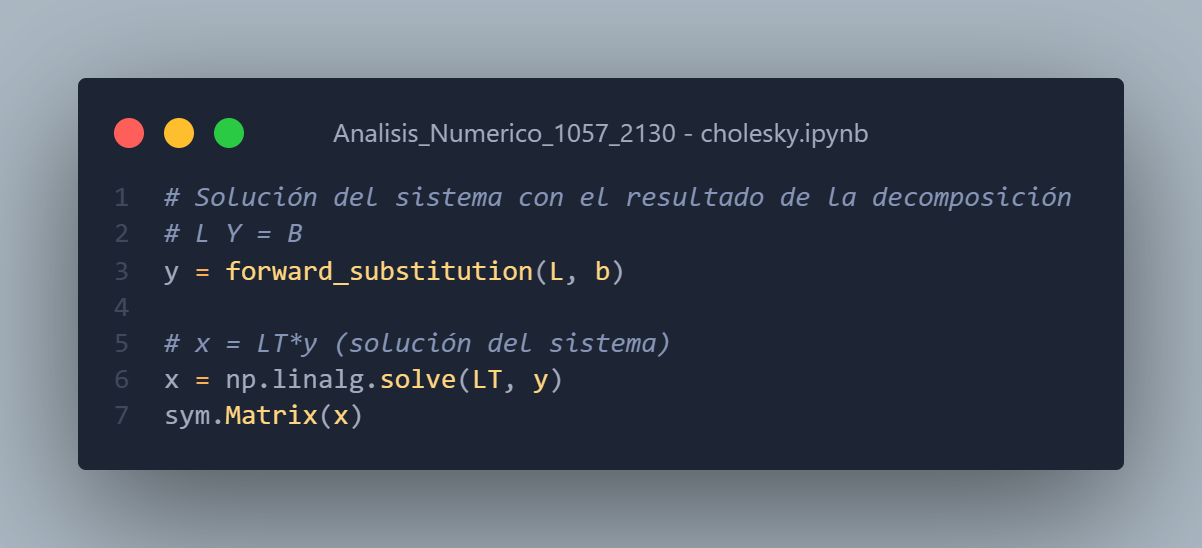 Analisis_Numerico_1057_2130 - cholesky.ipynb
1 # Solución del sistema con el resultado de la decomposición
2 # L Y = B
3 y = forward_substitution(L, b)
4
5 # x = LT*y (solución del sistema)
6 x = np.linalg.solve(LT, y)
7 sym.Matrix(x)